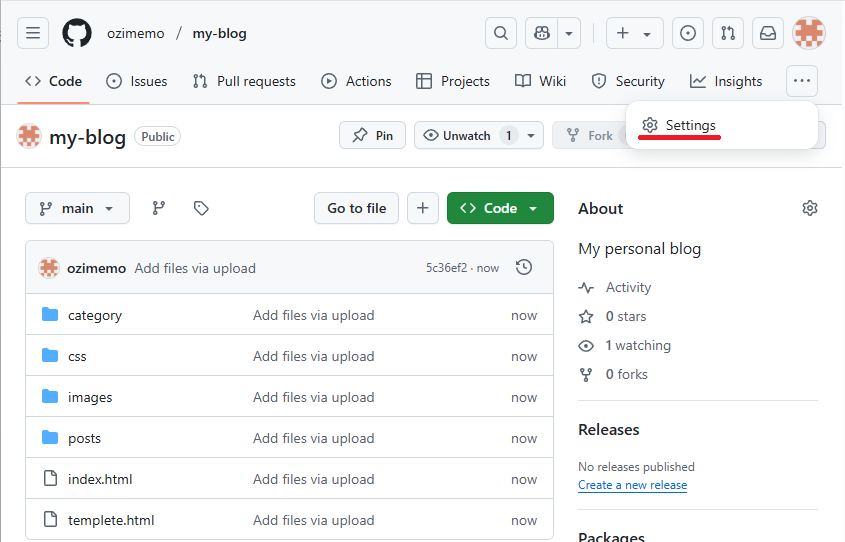 ozimemo / my-blog
Code Issues Pull requests Actions Projects Wiki Security Insights
Settings
my-blog Public Pin Unwatch 1 Fork
main Go to file Code
ozimemo Add files via upload 5c36ef2 · now
category Add files via upload now
css Add files via upload now
images Add files via upload now
posts Add files via upload now
index.html Add files via upload now
templete.html Add files via upload now
About
My personal blog
Activity
0 stars
1 watching
0 forks
Releases
No releases published
Create a new release
Packages